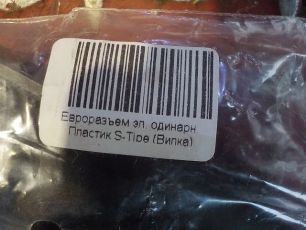 Евроразъем эл. одинарн.
Пластик S-Tipe (Вилка)